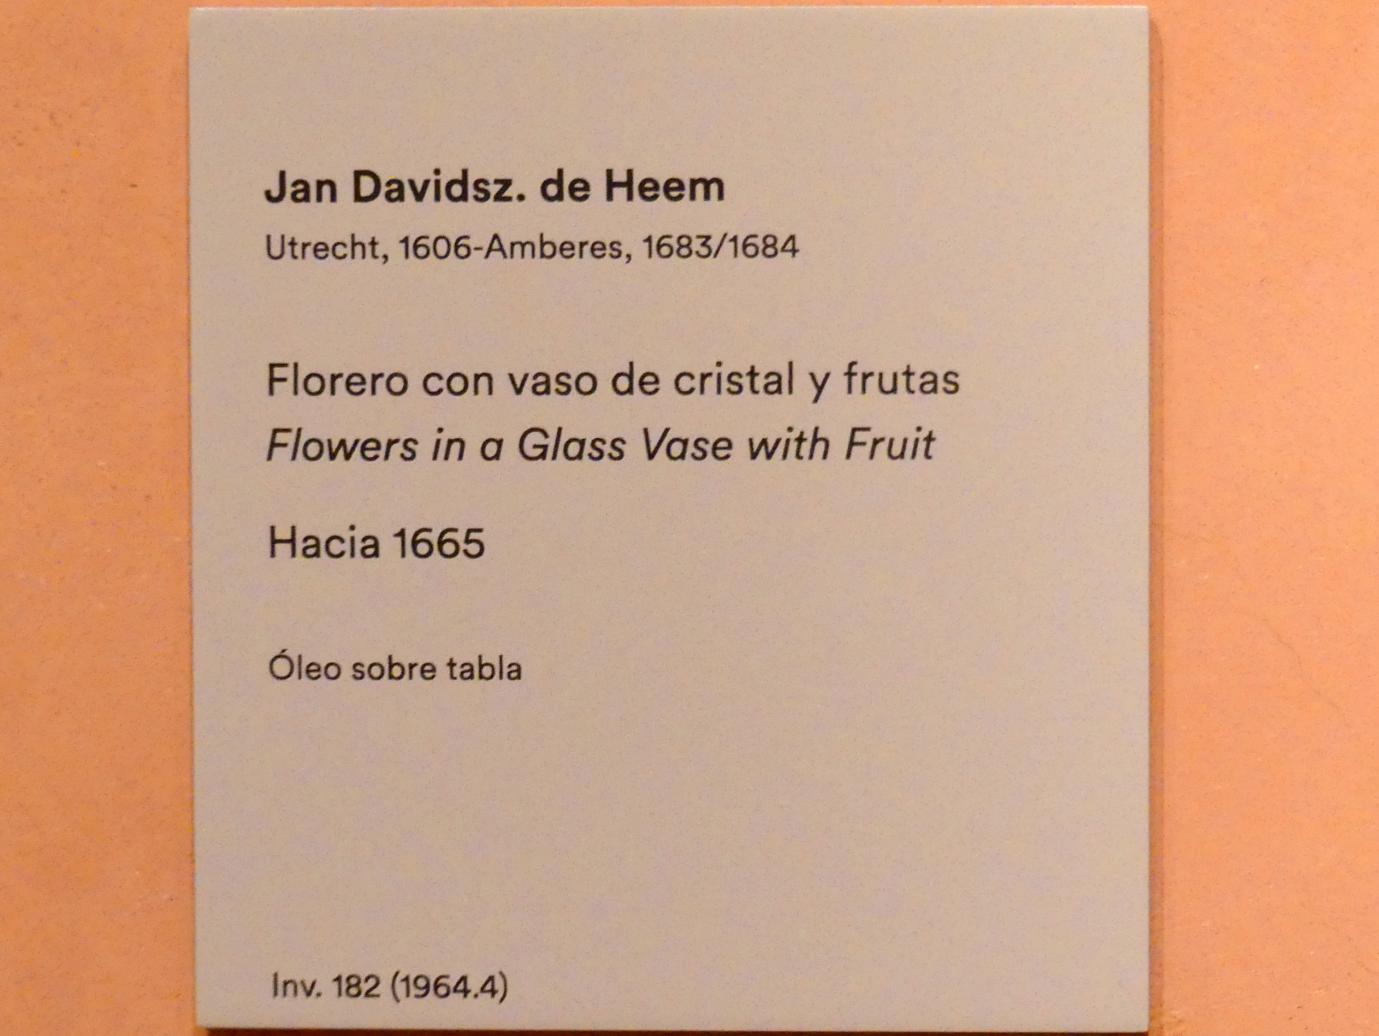 Jan Davidsz. de Heem
Utrecht, 1606-Amberes, 1683/1684
Florero con vaso de cristal y frutas
Flowers in a Glass Vase with Fruit
Hacia 1665
Óleo sobre tabla
Inv. 182 (1964.4)